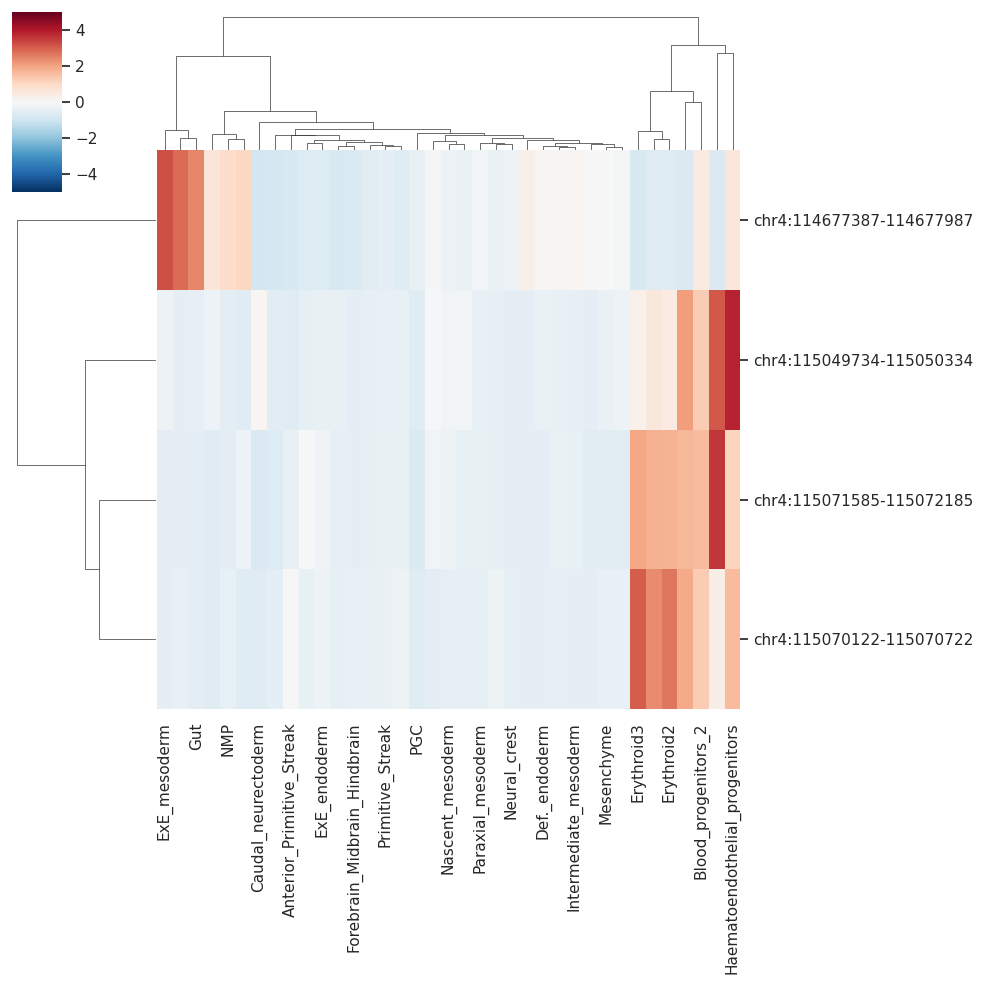 4
2
0
−2
−4
chr4:114677387-114677987
chr4:115049734-115050334
chr4:115071585-115072185
chr4:115070122-115070722
ExE_mesoderm
Gut
NMP
Caudal_neurectoderm
Anterior_Primitive_Streak
ExE_endoderm
Forebrain_Midbrain_Hindbrain
Primitive_Streak
PGC
Nascent_mesoderm
Paraxial_mesoderm
Neural_crest
Def._endoderm
Intermediate_mesoderm
Mesenchyme
Erythroid3
Erythroid2
Blood_progenitors_2
Haematoendothelial_progenitors